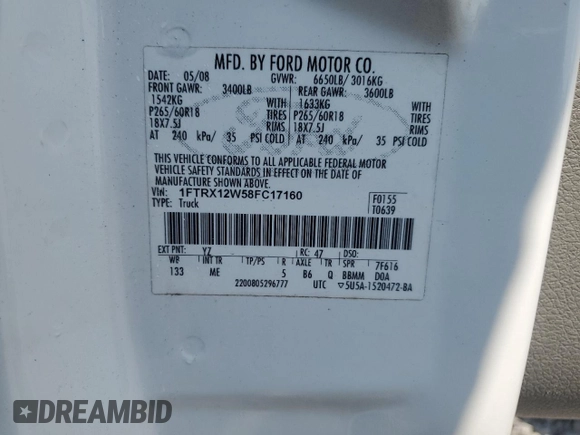 MFD. BY FORD MOTOR CO.
DATE: 05/08 GVWR: 6650LB/ 3016KG
FRONT GAWR: 3400LB REAR GAWR: 3600LB
1542KG WITH 1633KG WITH
P265/60R18 TIRES P265/60R18 TIRES
18X7.5J RIMS 18X7.5J RIMS
AT 240 kPa/ 35 PSI COLD AT 240 kPa/ 35 PSI COLD
THIS VEHICLE CONFORMS TO ALL APPLICABLE FEDERAL MOTOR
VEHICLE SAFETY STANDARDS IN EFFECT ON THE DATE OF
MANUFACTURE SHOWN ABOVE.
VIN: 1FTRX12W58FC17160 F0155
TYPE: Truck T0639
EXT PNT: YZ RC: 47 DSO:
WB INT TR TP/PS R AXLE TR SPR 7F616
133 ME 5 B6 Q BBMM DOA
2200805296777 UTC ▽5U5A-1520472-BA
Ford
DREAMBID